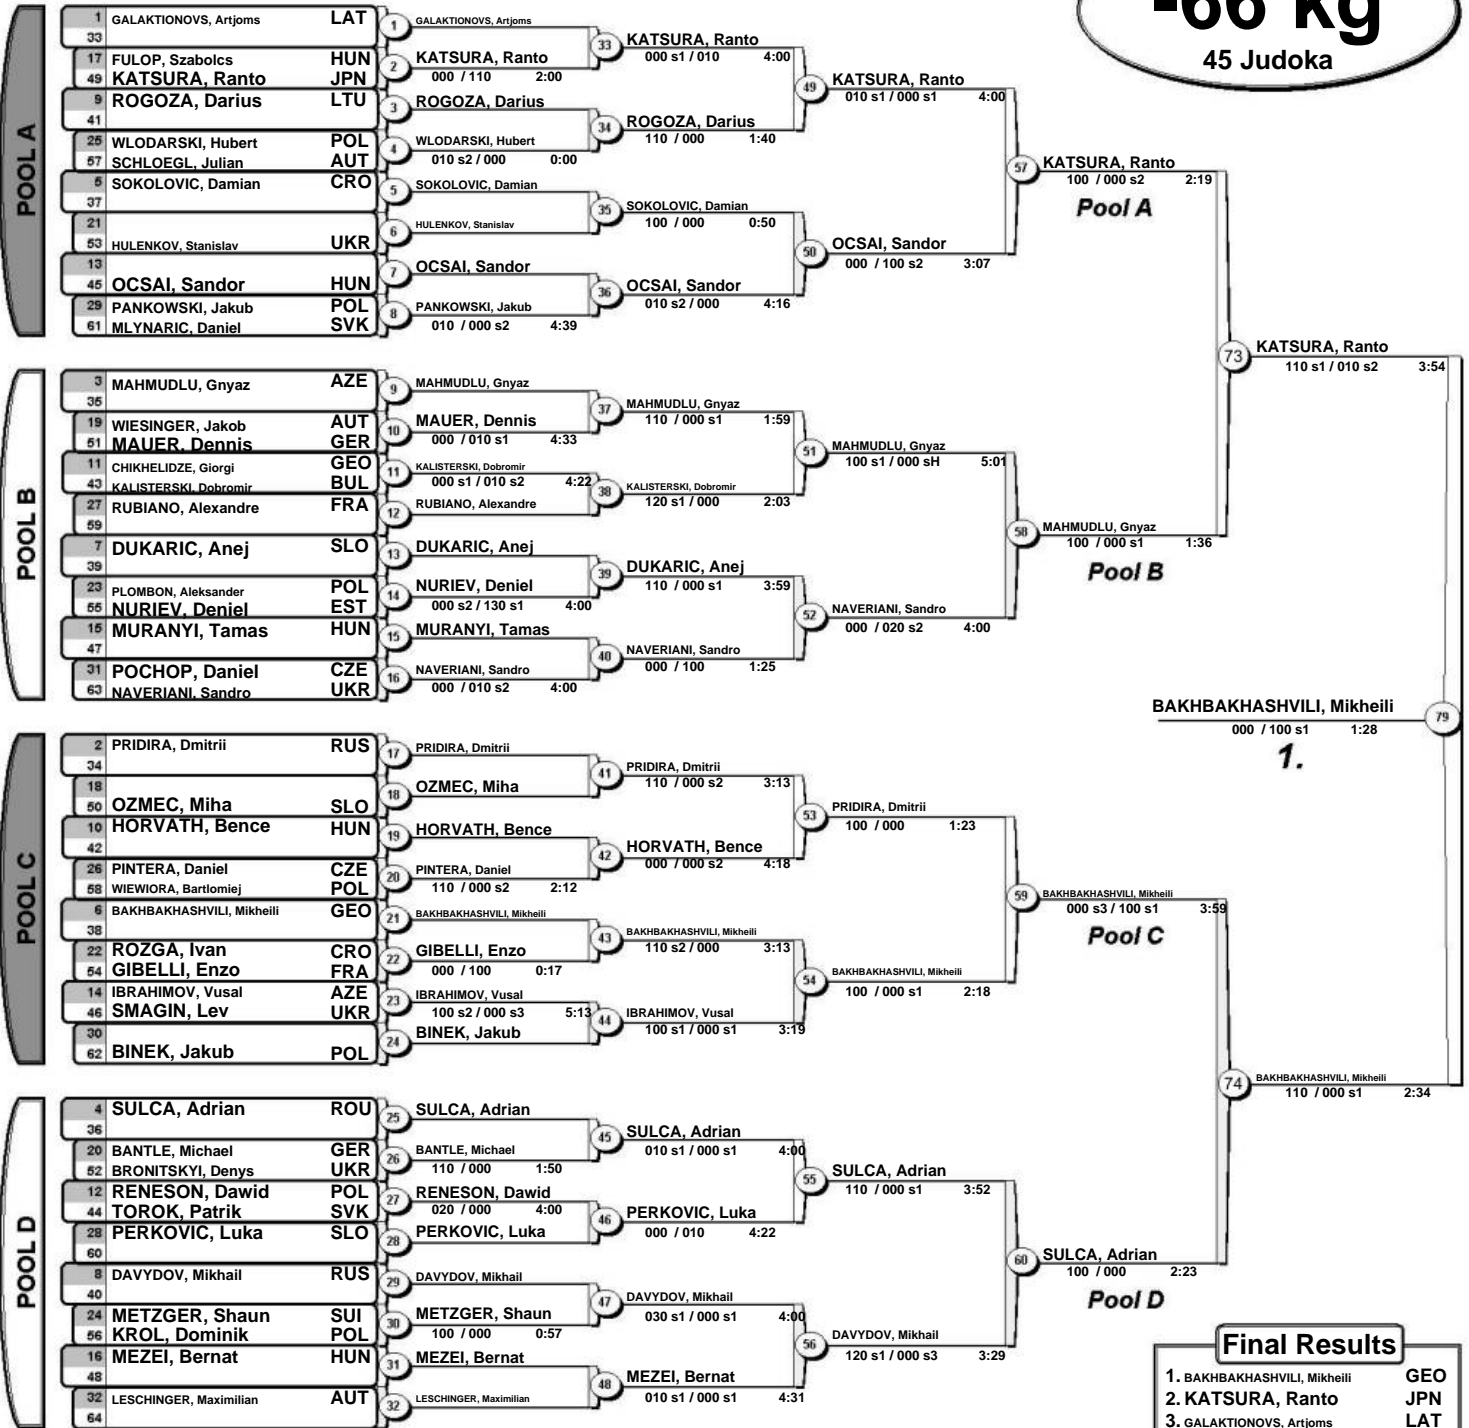 -66 kg
45 Judoka
POOL A
1 GALAKTIONOVS, Artjoms LAT
33
17 FULOP, Szabolcs HUN
49 KATSURA, Ranto JPN
9 ROGOZA, Darius LTU
41
25 WLODARSKI, Hubert POL
57 SCHLOEGL, Julian AUT
5 SOKOLOVIC, Damian CRO
37
21
53 HULENKOV, Stanislav UKR
13
45 OCSAI, Sandor HUN
29 PANKOWSKI, Jakub POL
61 MLYNARIC, Daniel SVK
1 GALAKTIONOVS, Artjoms
2 KATSURA, Ranto
000 / 110 2:00
3 ROGOZA, Darius
4 WLODARSKI, Hubert
010 s2 / 000 0:00
5 SOKOLOVIC, Damian
6 HULENKOV, Stanislav
7 OCSAI, Sandor
8 PANKOWSKI, Jakub
010 / 000 s2 4:39
33 KATSURA, Ranto
000 s1 / 010 4:00
34 ROGOZA, Darius
110 / 000 1:40
35 SOKOLOVIC, Damian
100 / 000 0:50
36 OCSAI, Sandor
010 s2 / 000 4:16
49 KATSURA, Ranto
010 s1 / 000 s1 4:00
50 OCSAI, Sandor
000 / 100 s2 3:07
57 KATSURA, Ranto
100 / 000 s2 2:19
Pool A
POOL B
3 MAHMUDLU, Gnyaz AZE
35
19 WIESINGER, Jakob AUT
51 MAUER, Dennis GER
11 CHIKHELIDZE, Giorgi GEO
43 KALISTERSKI, Dobromir BUL
27 RUBIANO, Alexandre FRA
59
7 DUKARIC, Anej SLO
39
23 PLOMBON, Aleksander POL
55 NURIEV, Deniel EST
15 MURANYI, Tamas HUN
47
31 POCHOP, Daniel CZE
63 NAVERIANI, Sandro UKR
9 MAHMUDLU, Gnyaz
10 MAUER, Dennis
000 / 010 s1 4:33
11 KALISTERSKI, Dobromir
000 s1 / 010 s2 4:22
12 RUBIANO, Alexandre
13 DUKARIC, Anej
14 NURIEV, Deniel
000 s2 / 130 s1 4:00
15 MURANYI, Tamas
16 NAVERIANI, Sandro
000 / 010 s2 4:00
37 MAHMUDLU, Gnyaz
110 / 000 s1 1:59
38 KALISTERSKI, Dobromir
120 s1 / 000 2:03
39 DUKARIC, Anej
110 / 000 s1 3:59
40 NAVERIANI, Sandro
000 / 100 1:25
51 MAHMUDLU, Gnyaz
100 s1 / 000 sH 5:01
52 NAVERIANI, Sandro
000 / 020 s2 4:00
58 MAHMUDLU, Gnyaz
100 / 000 s1 1:36
Pool B
73 KATSURA, Ranto
110 s1 / 010 s2 3:54
BAKHBAKHASHVILI, Mikheili 79
000 / 100 s1 1:28
1.
POOL C
2 PRIDIRA, Dmitrii RUS
34
18
50 OZMEC, Miha SLO
10 HORVATH, Bence HUN
42
26 PINTERA, Daniel CZE
58 WIEWIORA, Bartlomiej POL
6 BAKHBAKHASHVILI, Mikheili GEO
38
22 ROZGA, Ivan CRO
54 GIBELLI, Enzo FRA
14 IBRAHIMOV, Vusal AZE
46 SMAGIN, Lev UKR
30
62 BINEK, Jakub POL
17 PRIDIRA, Dmitrii
18 OZMEC, Miha
19 HORVATH, Bence
20 PINTERA, Daniel
110 / 000 s2 2:12
21 BAKHBAKHASHVILI, Mikheili
22 GIBELLI, Enzo
000 / 100 0:17
23 IBRAHIMOV, Vusal
100 s2 / 000 s3 5:13
24 BINEK, Jakub
41 PRIDIRA, Dmitrii
110 / 000 s2 3:13
42 HORVATH, Bence
000 / 000 s2 4:18
43 BAKHBAKHASHVILI, Mikheili
110 s2 / 000 3:13
44 IBRAHIMOV, Vusal
100 s1 / 000 s1 3:19
53 PRIDIRA, Dmitrii
100 / 000 1:23
54 BAKHBAKHASHVILI, Mikheili
100 / 000 s1 2:18
59 BAKHBAKHASHVILI, Mikheili
000 s3 / 100 s1 3:59
Pool C
POOL D
4 SULCA, Adrian ROU
36
20 BANTLE, Michael GER
52 BRONITSKYI, Denys UKR
12 RENESON, Dawid POL
44 TOROK, Patrik SVK
28 PERKOVIC, Luka SLO
60
8 DAVYDOV, Mikhail RUS
40
24 METZGER, Shaun SUI
56 KROL, Dominik POL
16 MEZEI, Bernat HUN
48
32 LESCHINGER, Maximilian AUT
64
25 SULCA, Adrian
26 BANTLE, Michael
110 / 000 1:50
27 RENESON, Dawid
020 / 000 4:00
28 PERKOVIC, Luka
29 DAVYDOV, Mikhail
30 METZGER, Shaun
100 / 000 0:57
31 MEZEI, Bernat
32 LESCHINGER, Maximilian
45 SULCA, Adrian
010 s1 / 000 s1 4:00
46 PERKOVIC, Luka
000 / 010 4:22
47 DAVYDOV, Mikhail
030 s1 / 000 s1 4:00
48 MEZEI, Bernat
010 s1 / 000 s1 4:31
55 SULCA, Adrian
110 / 000 s1 3:52
56 DAVYDOV, Mikhail
120 s1 / 000 s3 3:29
60 SULCA, Adrian
100 / 000 2:23
Pool D
74 BAKHBAKHASHVILI, Mikheili
110 / 000 s1 2:34
Final Results
1. BAKHBAKHASHVILI, Mikheili GEO
2. KATSURA, Ranto JPN
3. GALAKTIONOVS, Artjoms LAT